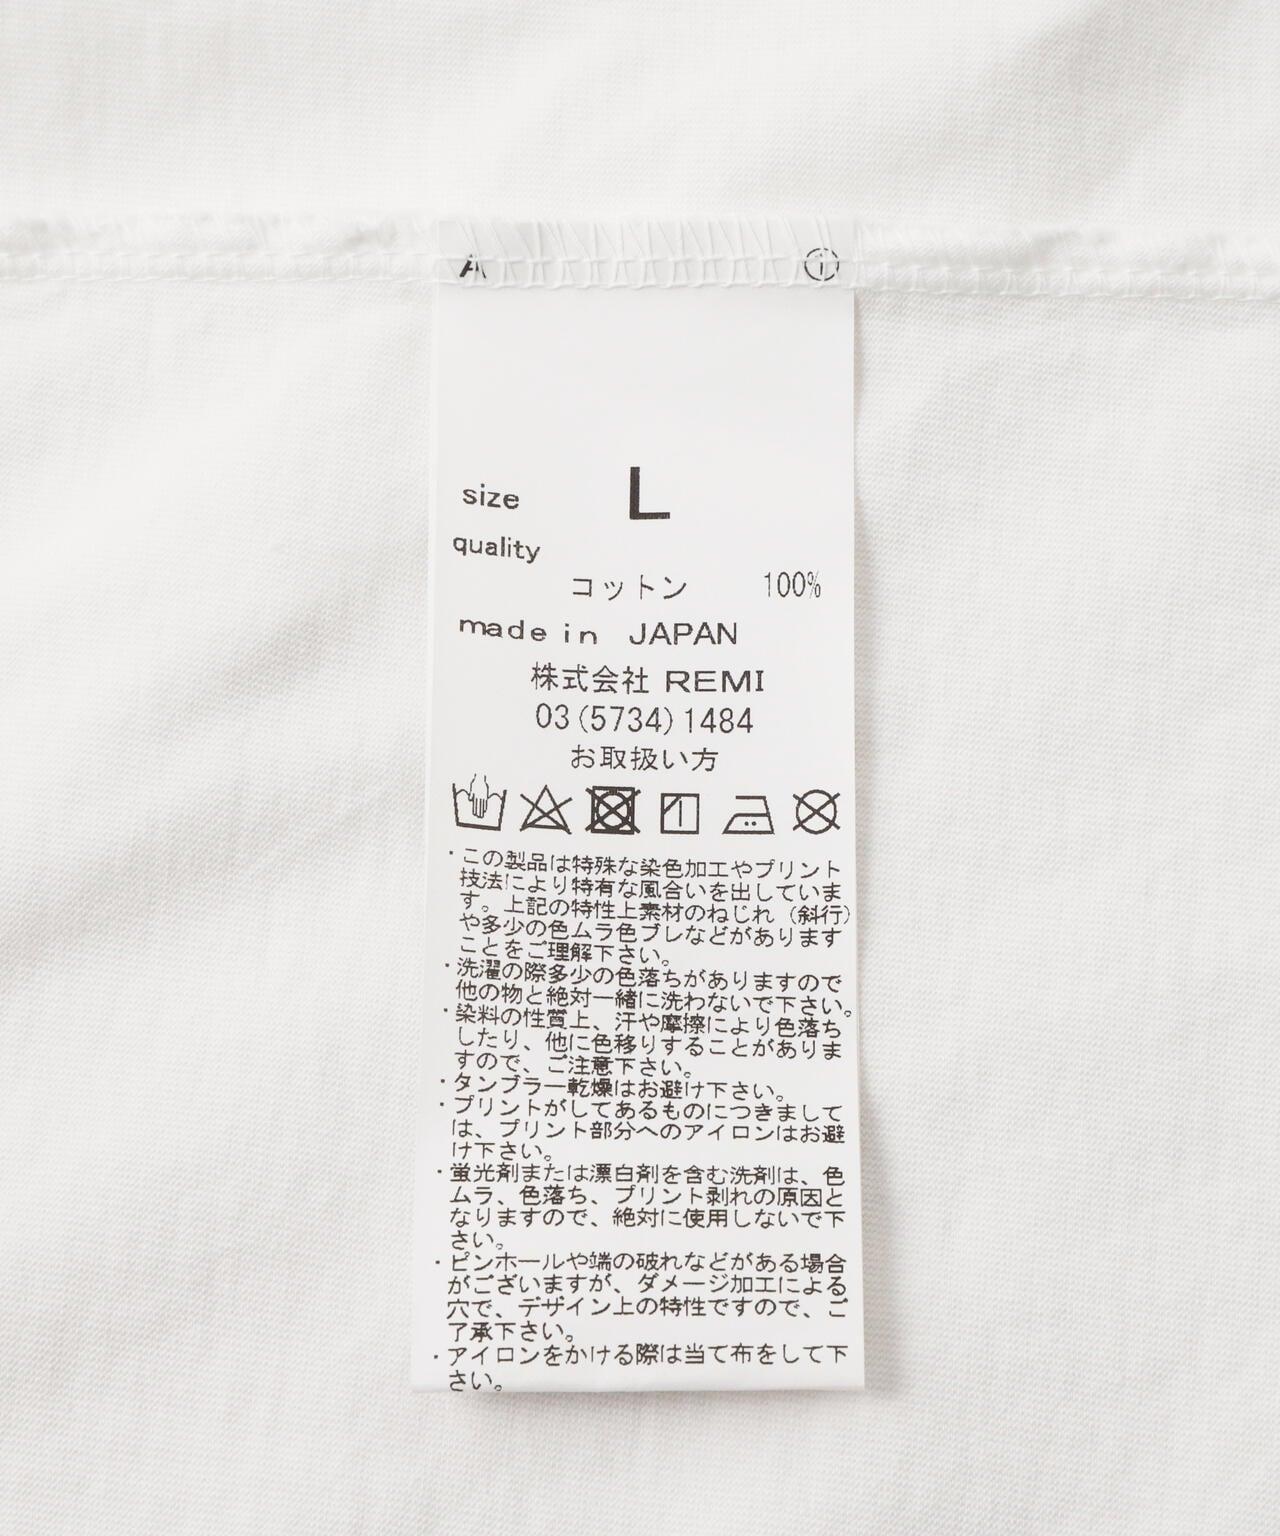 A
size L
quality
コットン 100%
made in JAPAN
株式会社 REMI
03(5734)1484
お取扱い方
・この製品は特殊な染色加工やプリント
技法により特有な風合いを出していま
す。上記の特性上素材のねじれ(斜行)
や多少の色ムラ色ブレなどがあります
ことをご理解下さい。
・洗濯の際多少の色落ちがありますので
他の物と絶対一緒に洗わないで下さい。
・染料の性質上、汗や摩擦により色落ち
したり、他に色移りすることがありま
すので、ご注意下さい。
・タンブラー乾燥はお避け下さい。
・プリントがしてあるものにつきまして
は、プリント部分へのアイロンはお避
け下さい。
・蛍光剤または漂白剤を含む洗剤は、色
ムラ、色落ち、プリント剥れの原因と
なりますので、絶対に使用しないで下
さい。
・ピンホールや端の破れなどがある場合
がございますが、ダメージ加工による
穴で、デザイン上の特性ですので、ご
了承下さい。
・アイロンをかける際は当て布をして下
さい。